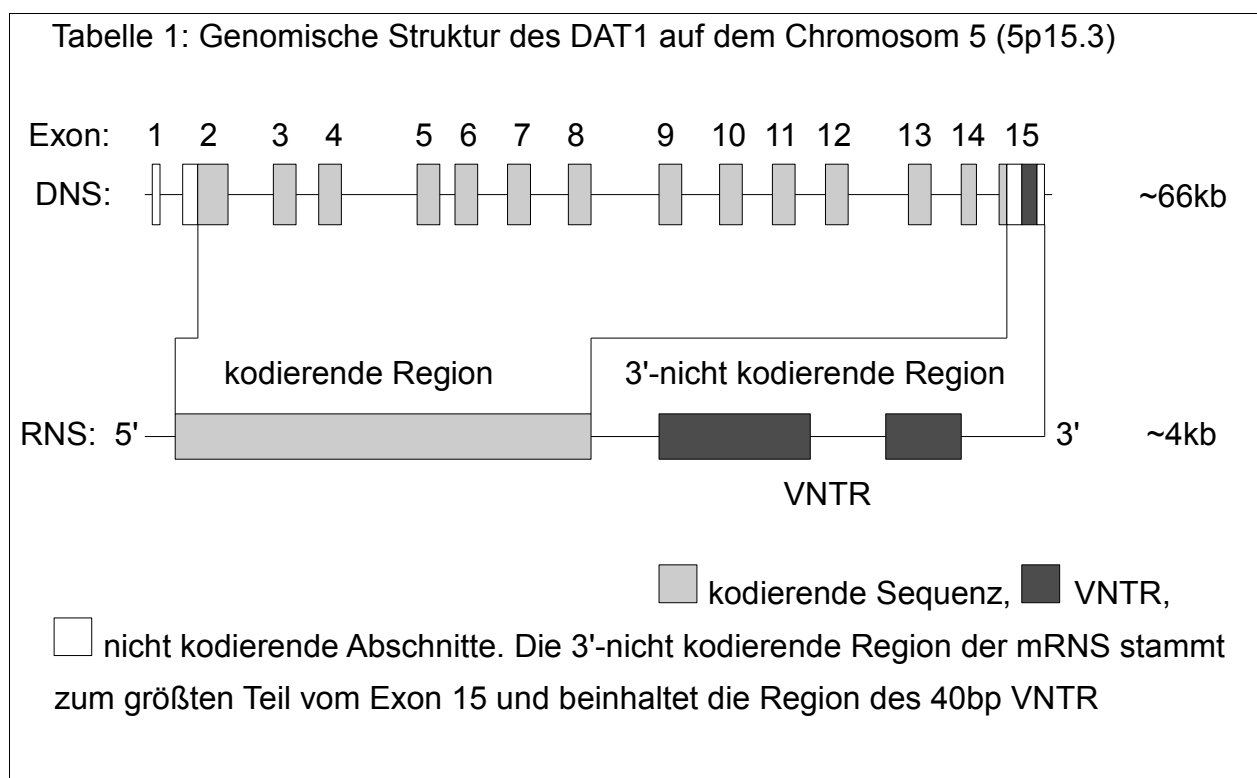 Tabelle 1: Genomische Struktur des DAT1 auf dem Chromosom 5 (5p15.3)
Exon: 1 2 3 4 5 6 7 8 9 10 11 12 13 14 15
DNS: ~66kb
kodierende Region 3'-nicht kodierende Region
RNS: 5' 3' ~4kb
VNTR
kodierende Sequenz, VNTR,
nicht kodierende Abschnitte. Die 3'-nicht kodierende Region der mRNS stammt
zum größten Teil vom Exon 15 und beinhaltet die Region des 40bp VNTR